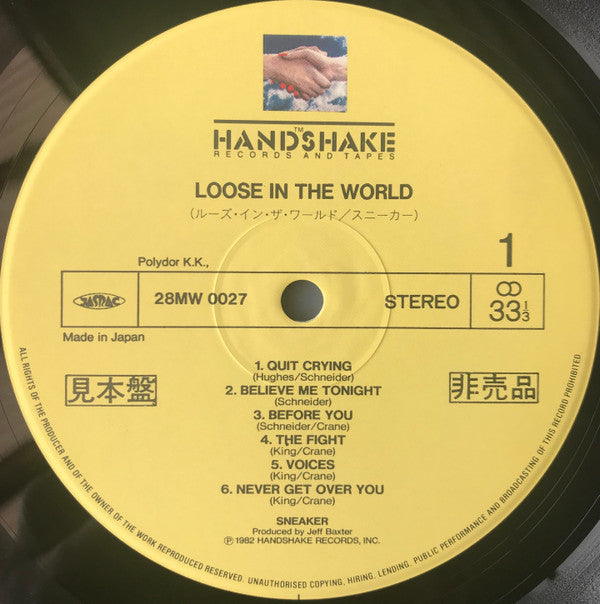 HANDSHAKE
TM
RECORDS AND TAPES
LOOSE IN THE WORLD
(ルーズ・イン・ザ・ワールド/スニーカー)
Polydor K.K.,
1
JASRAC
28MW 0027
STEREO
33 1/3
Made in Japan
見本盤
非売品
1. QUIT CRYING
(Hughes/Schneider)
2. BELIEVE ME TONIGHT
(Schneider)
3. BEFORE YOU
(Schneider/Crane)
4. THE FIGHT
(King/Crane)
5. VOICES
(King/Crane)
6. NEVER GET OVER YOU
(King/Crane)
SNEAKER
Produced by Jeff Baxter
Ⓟ 1982 HANDSHAKE RECORDS, INC.
ALL RIGHTS OF THE PRODUCER AND OF THE OWNER OF THE WORK REPRODUCED RESERVED. UNAUTHORISED COPYING, HIRING, LENDING, PUBLIC PERFORMANCE AND BROADCASTING OF THIS RECORD PROHIBITED